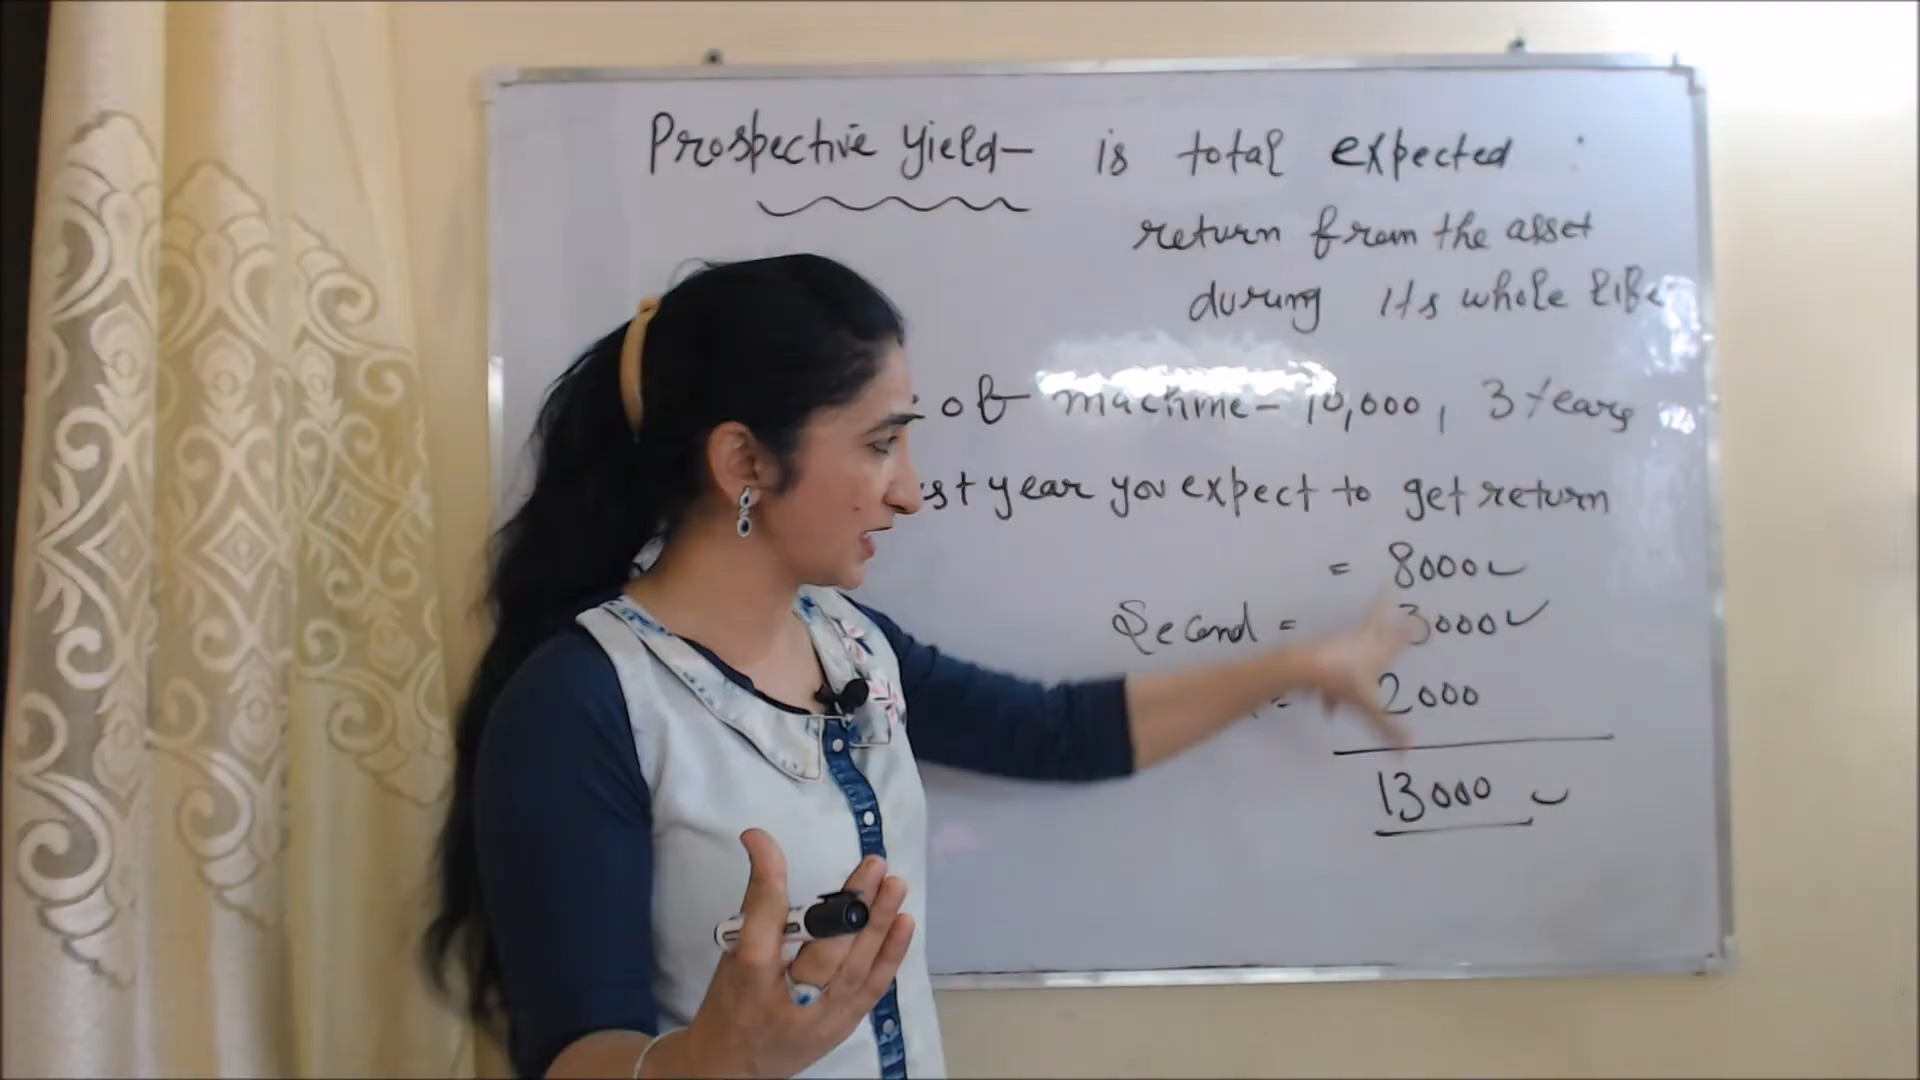 Prospective yield- is total expected
return from the asset
during its whole life
of machine- 10,000, 3 years
st year you expect to get return
= 8000
Second = 3000
= 2000
13000